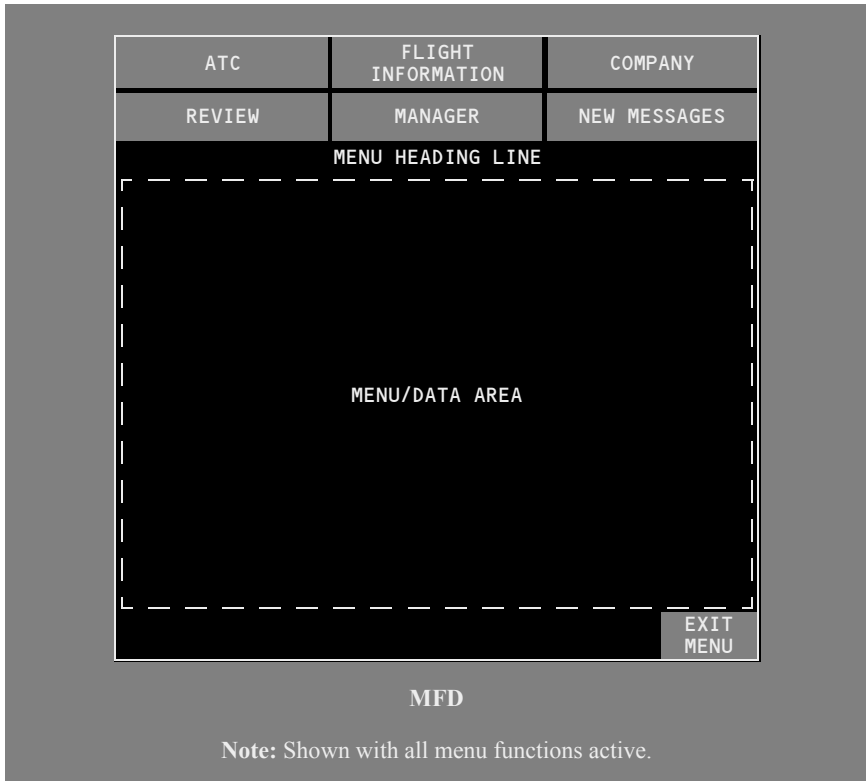 ATC
FLIGHT
INFORMATION
COMPANY
REVIEW
MANAGER
NEW MESSAGES
MENU HEADING LINE
MENU/DATA AREA
EXIT
MENU
MFD
Note: Shown with all menu functions active.